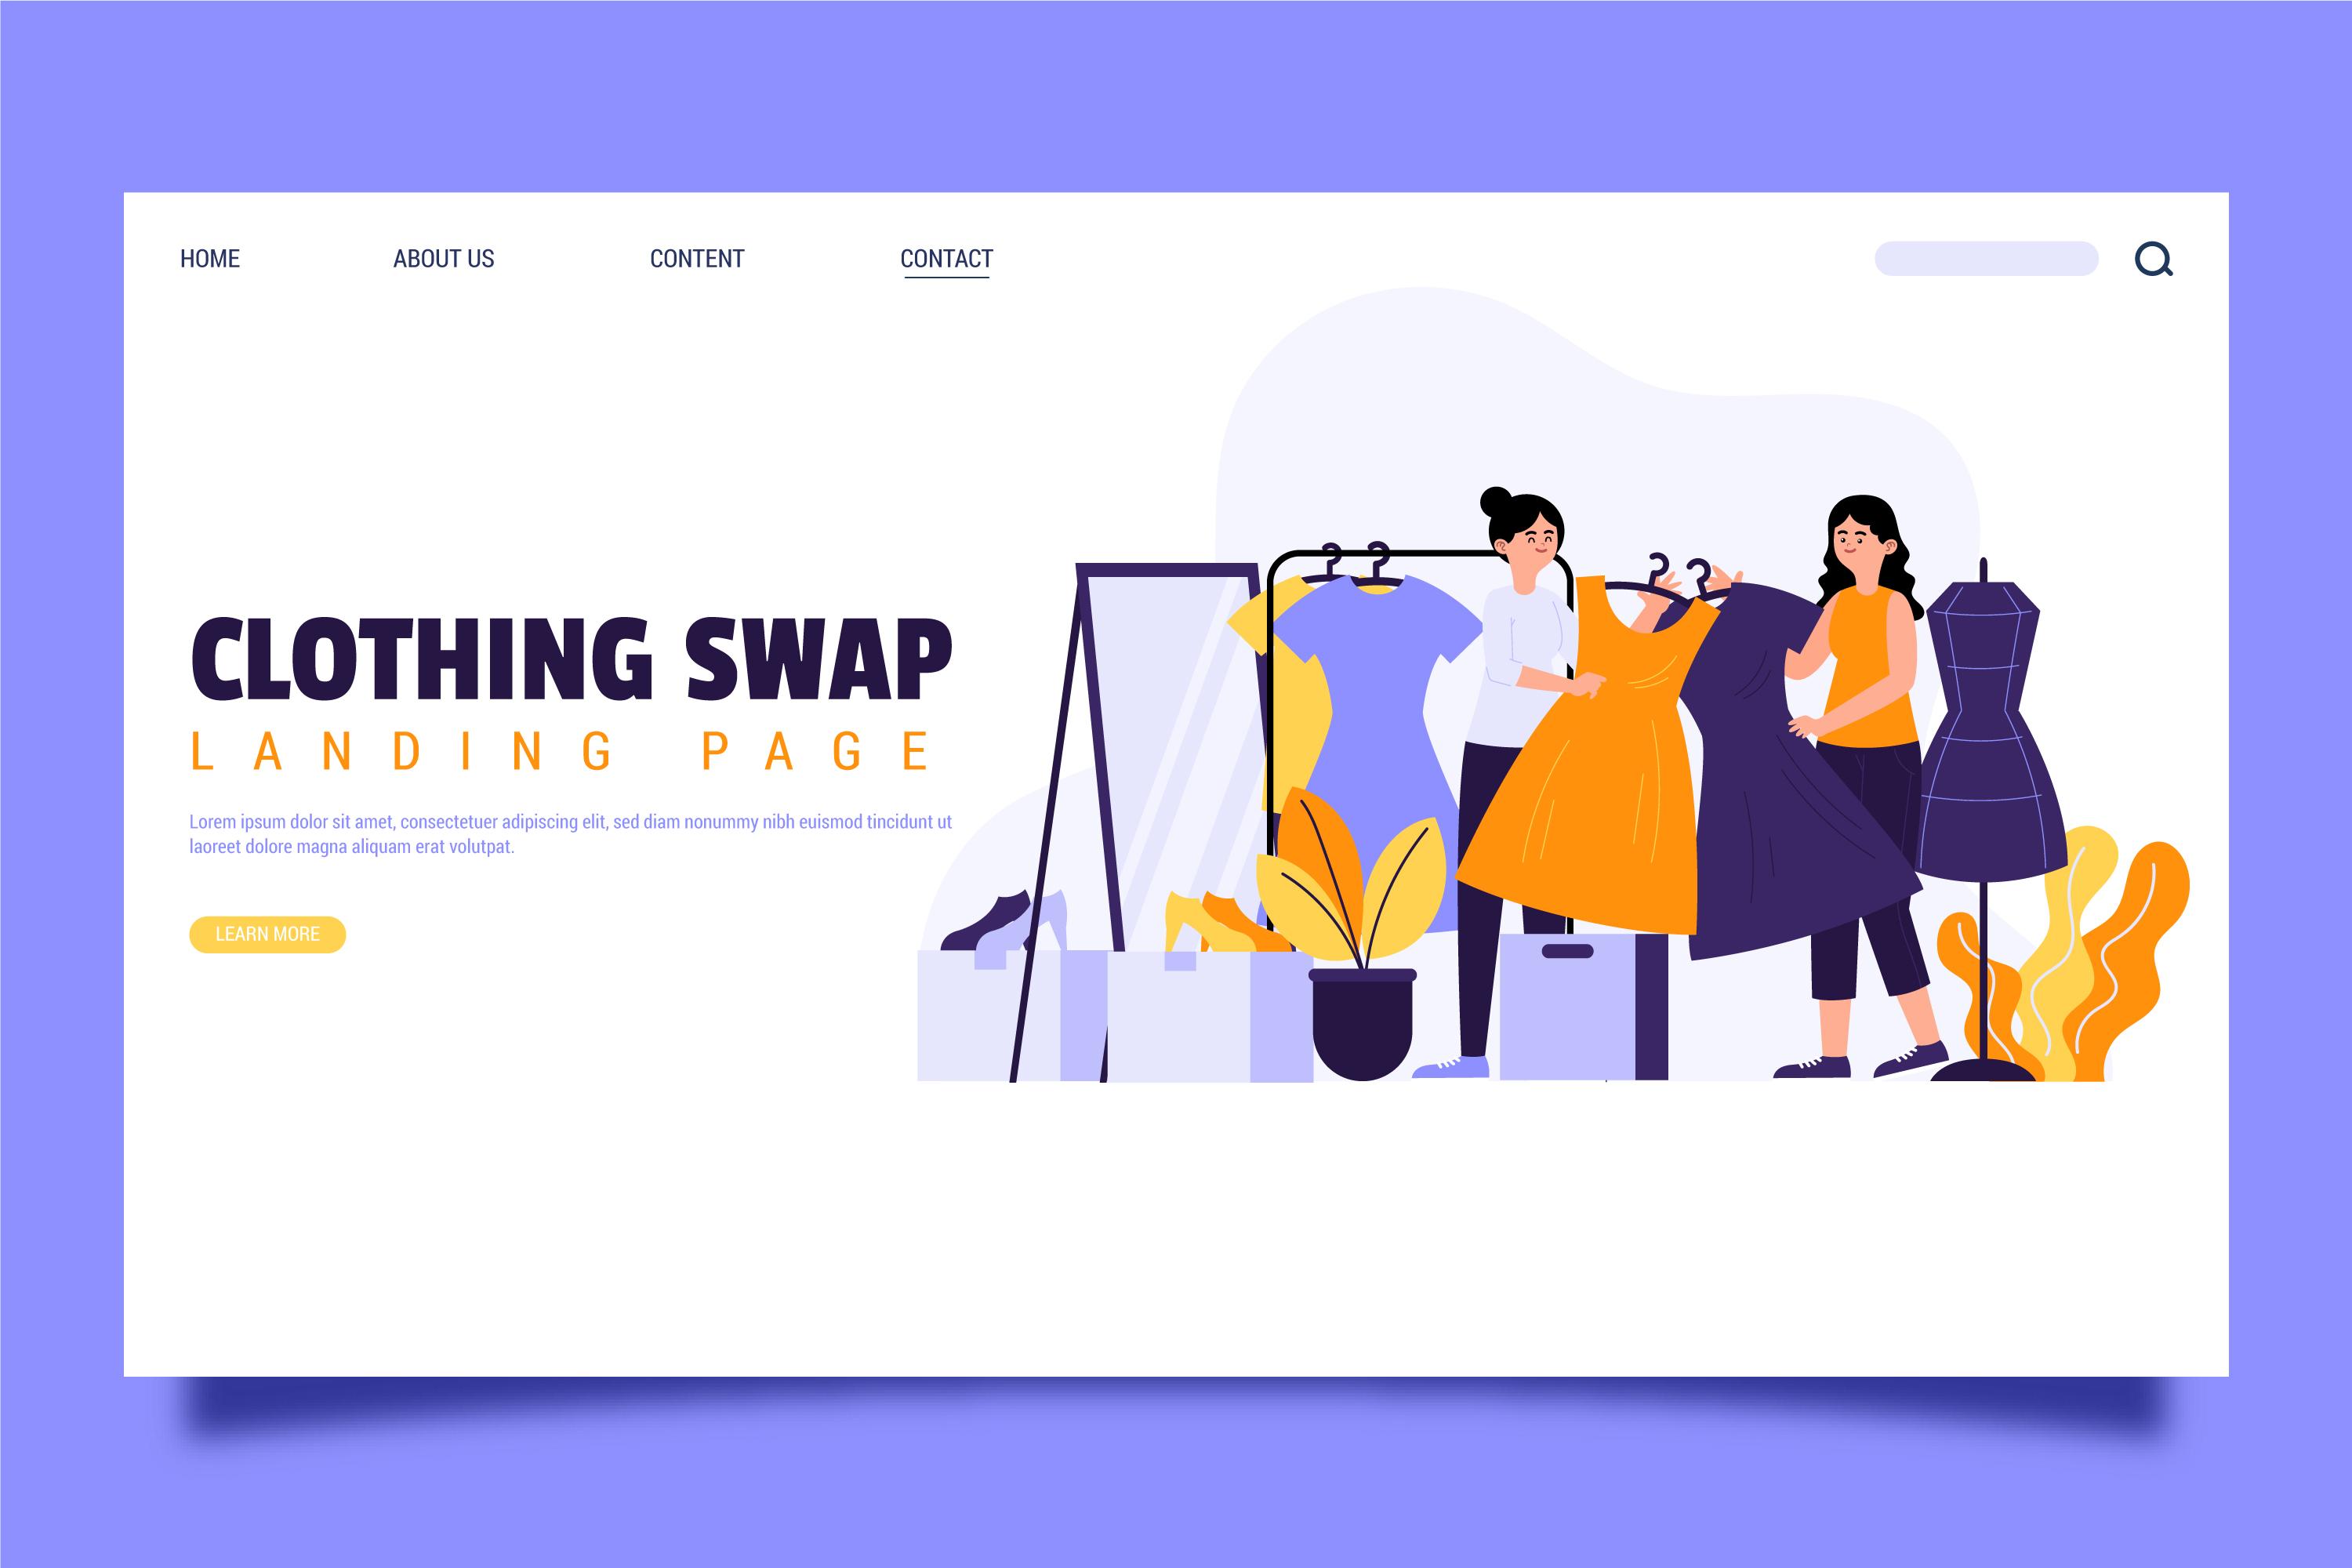 HOME ABOUT US CONTENT CONTACT
CLOTHING SWAP
LANDING PAGE
Lorem ipsum dolor sit amet, consectetuer adipiscing elit, sed diam nonummy nibh euismod tincidunt ut
laoreet dolore magna aliquam erat volutpat.
LEARN MORE